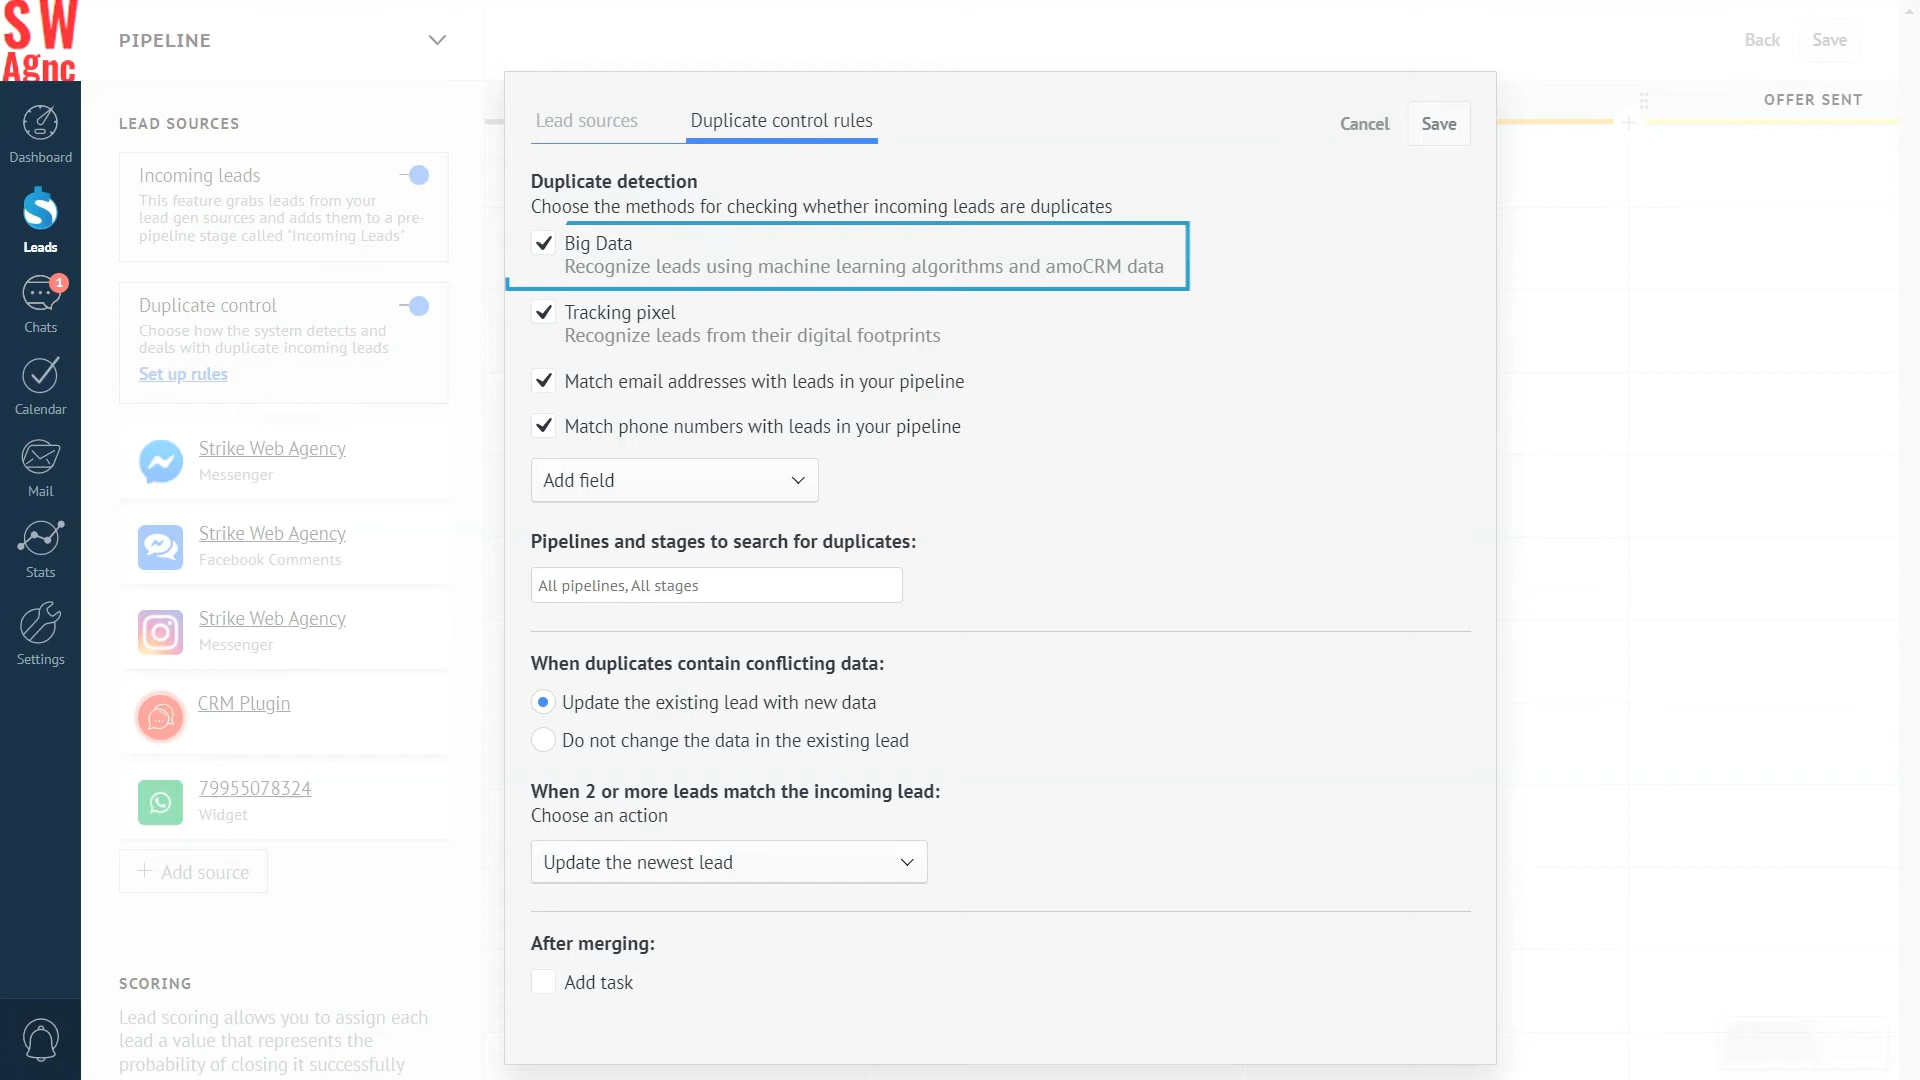 SW
Agnc
PIPELINE
Back
Save
OFFER SENT
Dashboard
Leads
1
Chats
Calendar
Mail
Stats
Settings
LEAD SOURCES
Incoming leads
This feature grabs leads from your
lead gen sources and adds them to a pre-
pipeline stage called "Incoming Leads"
Duplicate control
Choose how the system detects and
deals with duplicate incoming leads
Set up rules
Strike Web Agency
Messenger
Strike Web Agency
Facebook Comments
Strike Web Agency
Messenger
CRM Plugin
79955078324
Widget
+ Add source
SCORING
Lead scoring allows you to assign each
lead a value that represents the
probability of closing it successfully
Lead sources
Duplicate control rules
Cancel
Save
Duplicate detection
Choose the methods for checking whether incoming leads are duplicates
Big Data
Recognize leads using machine learning algorithms and amoCRM data
Tracking pixel
Recognize leads from their digital footprints
Match email addresses with leads in your pipeline
Match phone numbers with leads in your pipeline
Add field
Pipelines and stages to search for duplicates:
All pipelines, All stages
When duplicates contain conflicting data:
Update the existing lead with new data
Do not change the data in the existing lead
When 2 or more leads match the incoming lead:
Choose an action
Update the newest lead
After merging:
Add task